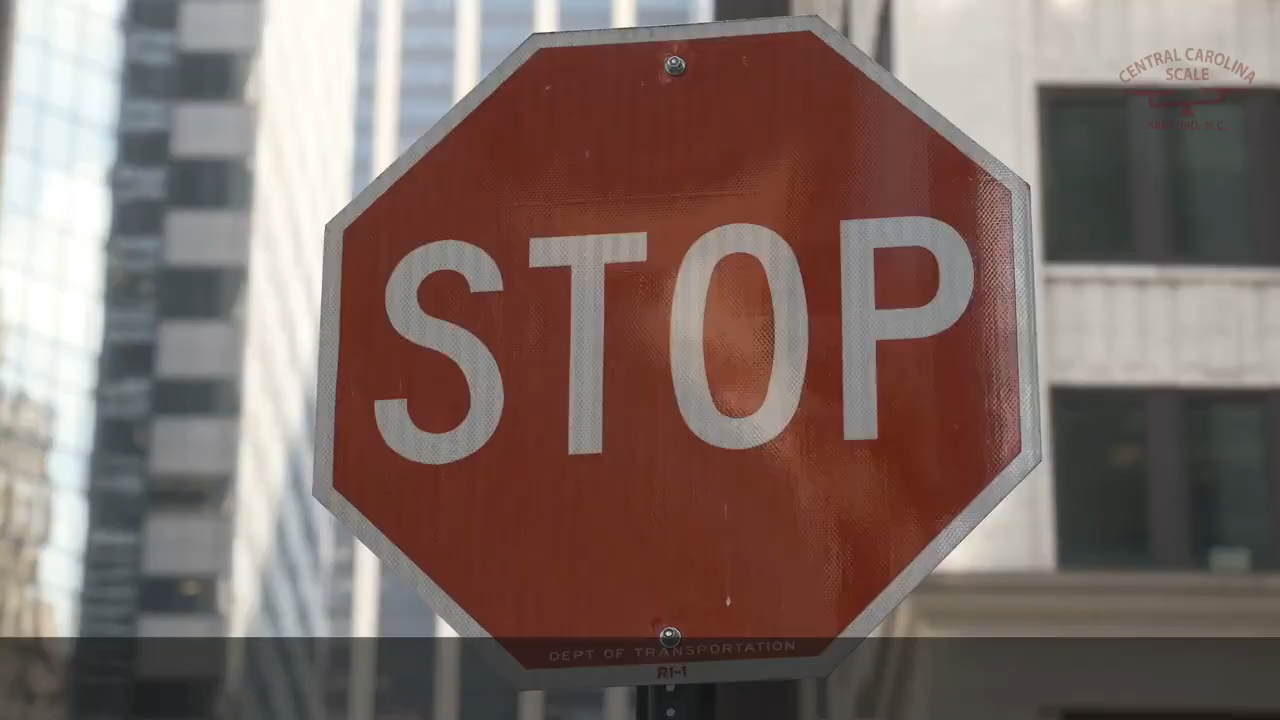 CENTRAL CAROLINA
SCALE
STOP
DEPT OF TRANSPORTATION
R1-1